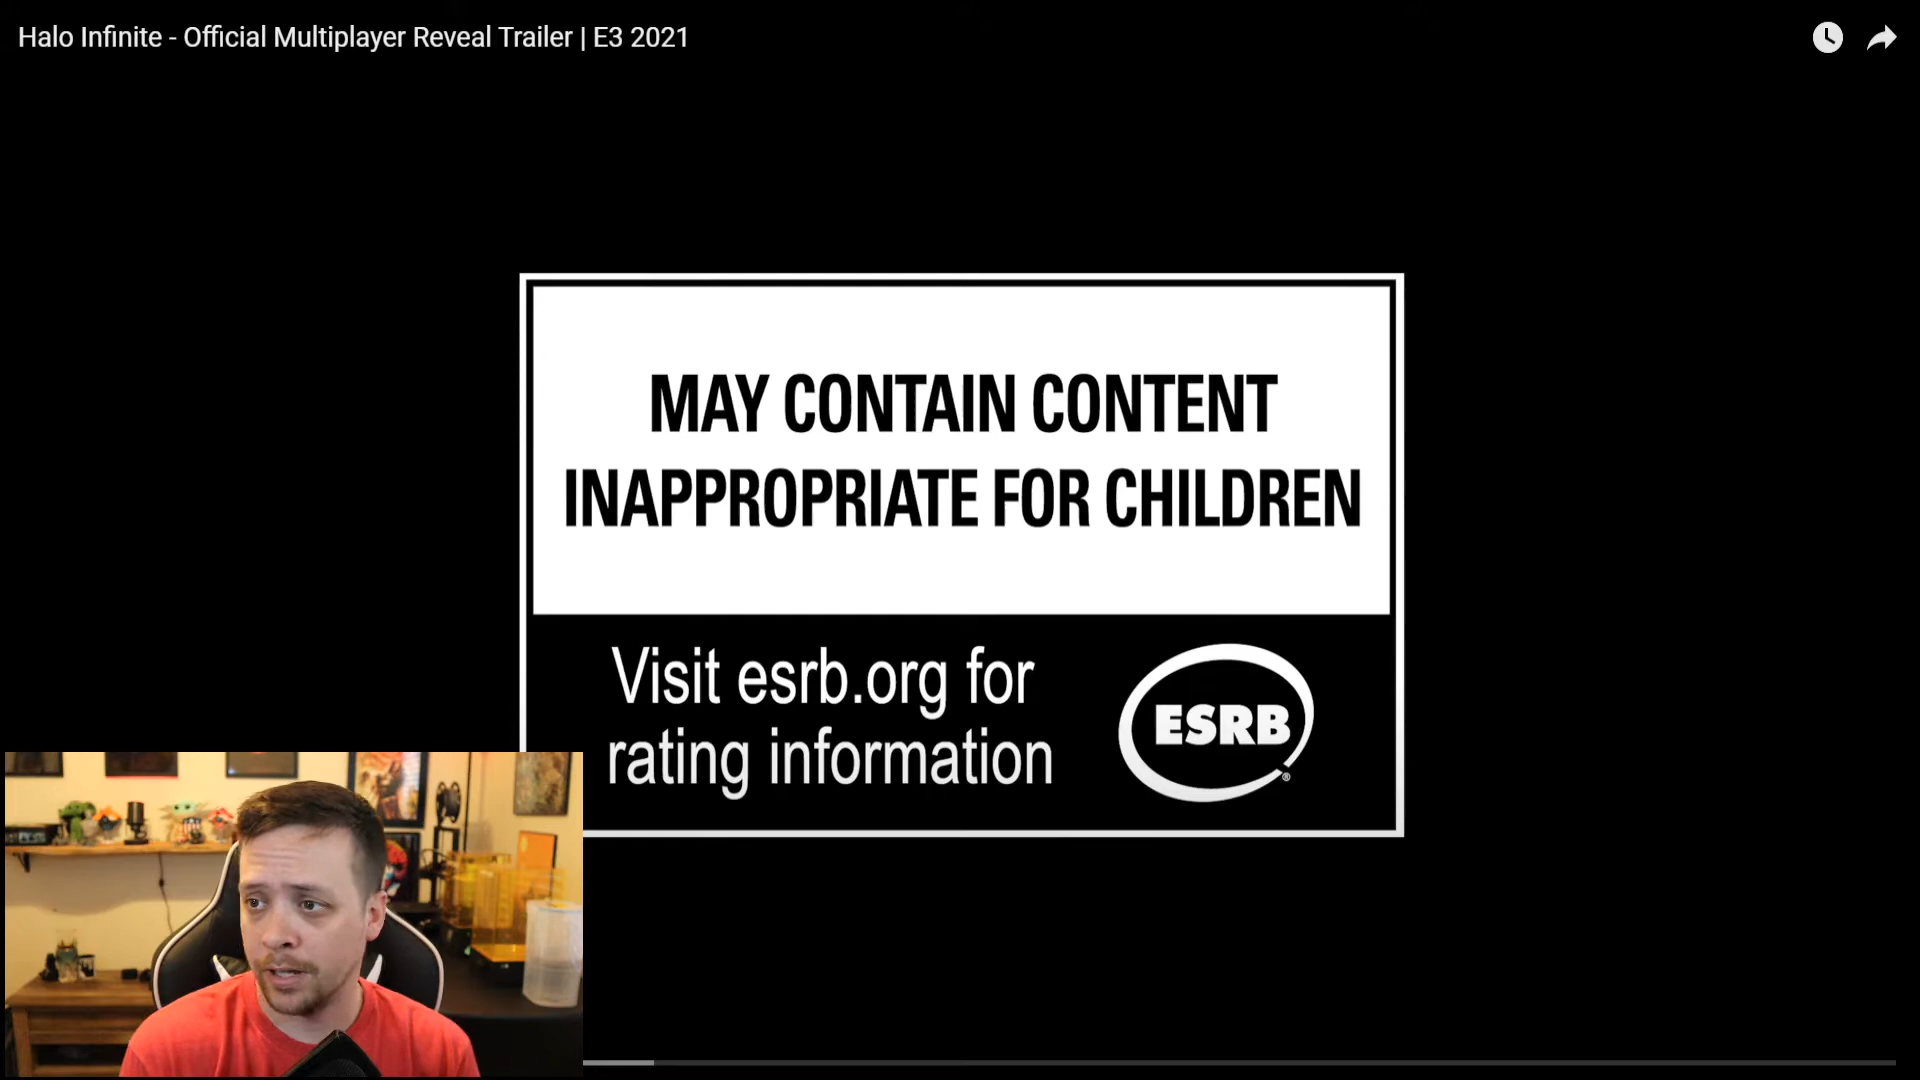 Halo Infinite - Official Multiplayer Reveal Trailer | E3 2021
MAY CONTAIN CONTENT
INAPPROPRIATE FOR CHILDREN
Visit esrb.org for
rating information
ESRB
®